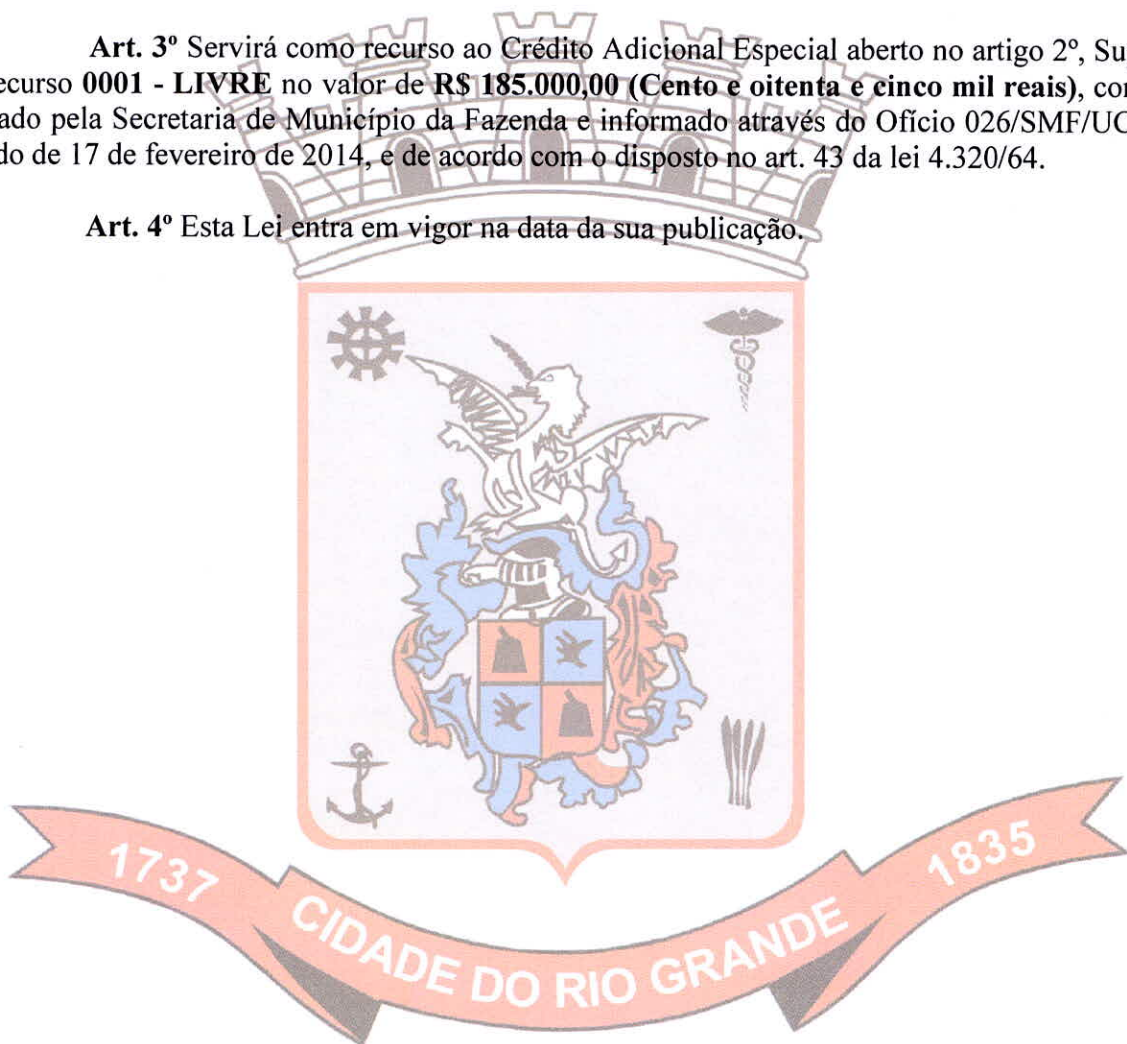 Art. 3º Servirá como recurso ao Crédito Adicional Especial aberto no artigo 2º, Su
ecurso 0001 - LIVRE no valor de R$ 185.000,00 (Cento e oitenta e cinco mil reais), con
ado pela Secretaria de Município da Fazenda e informado através do Ofício 026/SMF/UC
do de 17 de fevereiro de 2014, e de acordo com o disposto no art. 43 da lei 4.320/64.
Art. 4º Esta Lei entra em vigor na data da sua publicação.
1737 CIDADE DO RIO GRANDE 1835